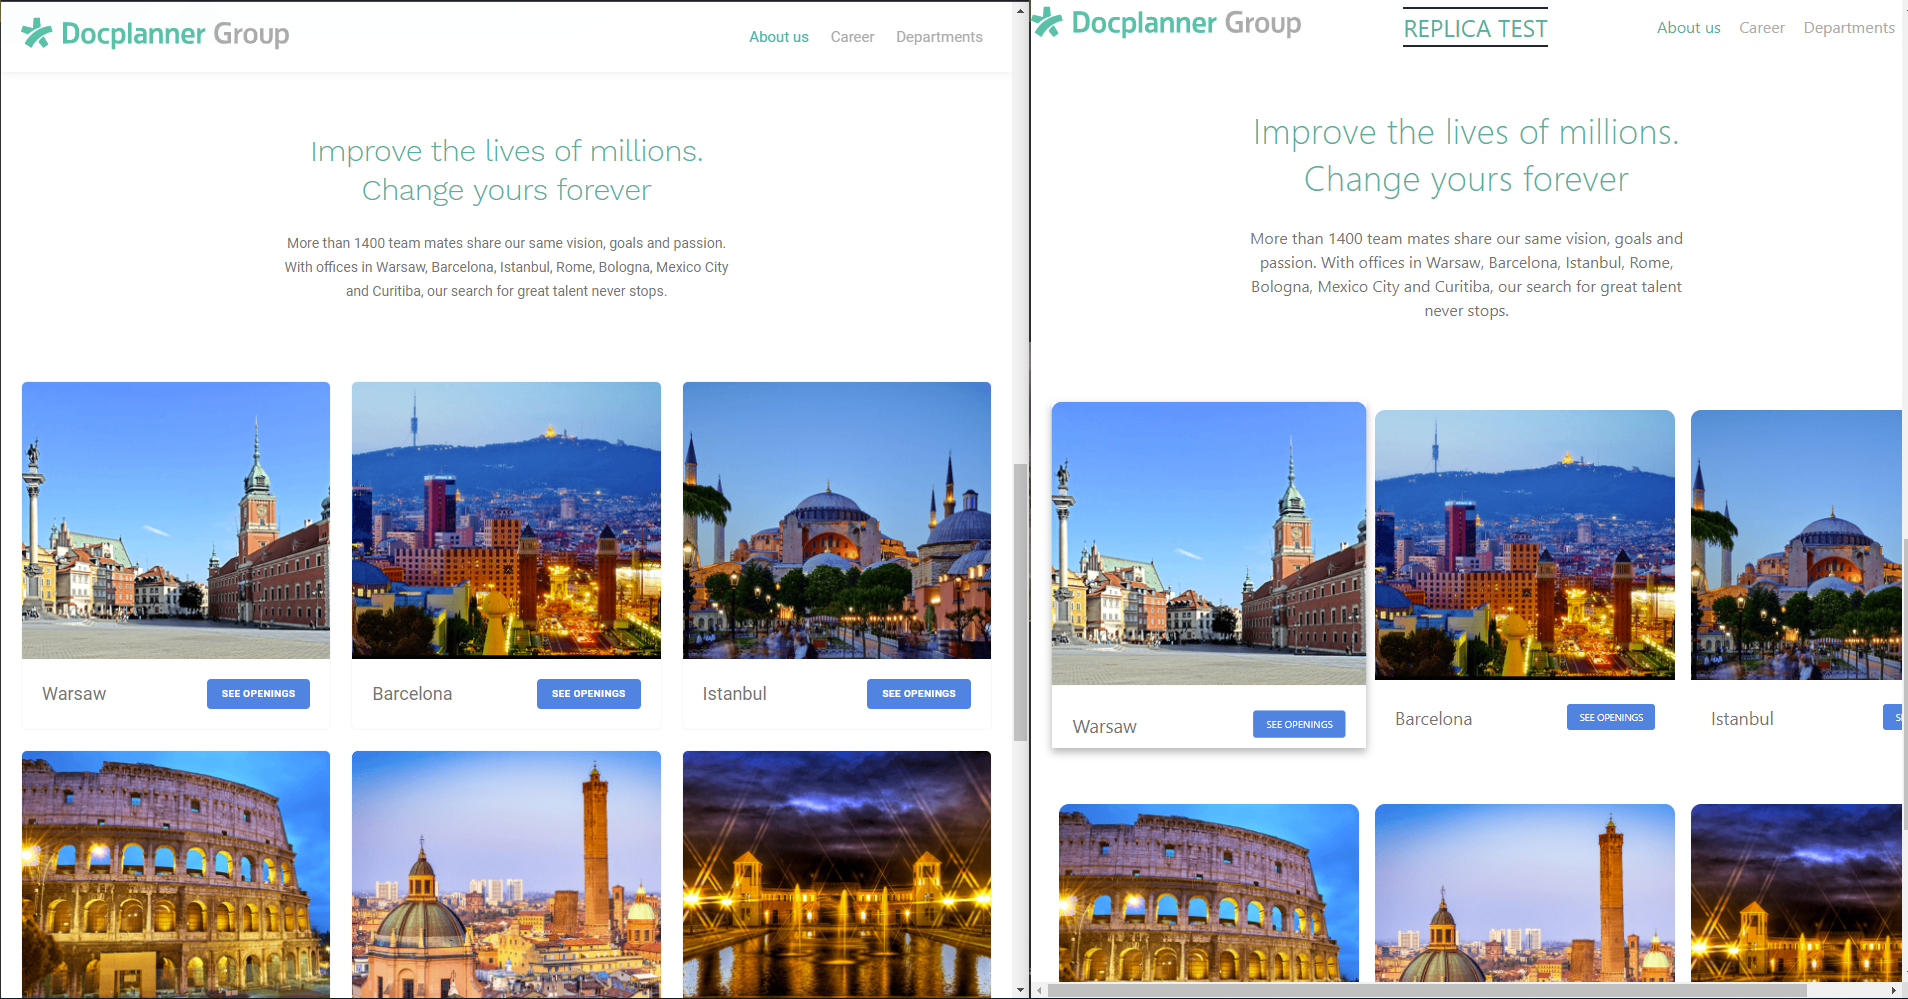 Docplanner Group
About us Career Departments
Improve the lives of millions.
Change yours forever
More than 1400 team mates share our same vision, goals and passion.
With offices in Warsaw, Barcelona, Istanbul, Rome, Bologna, Mexico City
and Curitiba, our search for great talent never stops.
Warsaw SEE OPENINGS
Barcelona SEE OPENINGS
Istanbul SEE OPENINGS
Docplanner Group
REPLICA TEST
About us Career Departments
Improve the lives of millions.
Change yours forever
More than 1400 team mates share our same vision, goals and
passion. With offices in Warsaw, Barcelona, Istanbul, Rome,
Bologna, Mexico City and Curitiba, our search for great talent
never stops.
Warsaw SEE OPENINGS
Barcelona SEE OPENINGS
Istanbul